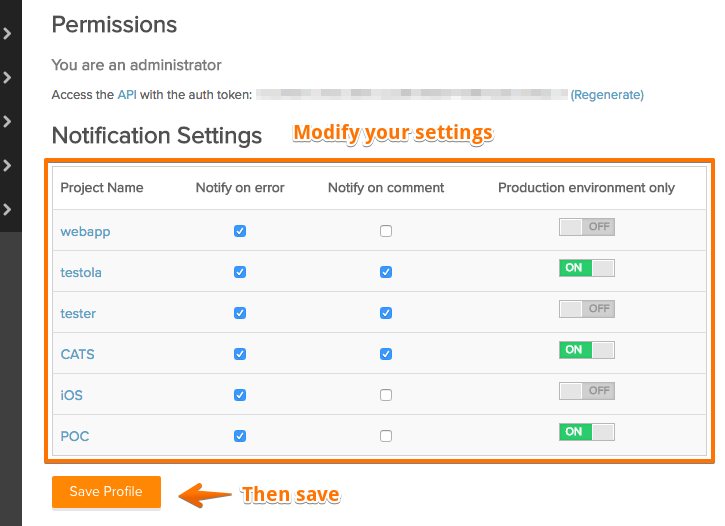 Permissions
You are an administrator
Access the API with the auth token: (Regenerate)
Notification Settings Modify your settings
Project Name Notify on error Notify on comment Production environment only
webapp OFF
testola ON
tester OFF
CATS ON
iOS OFF
POC ON
Save Profile Then save